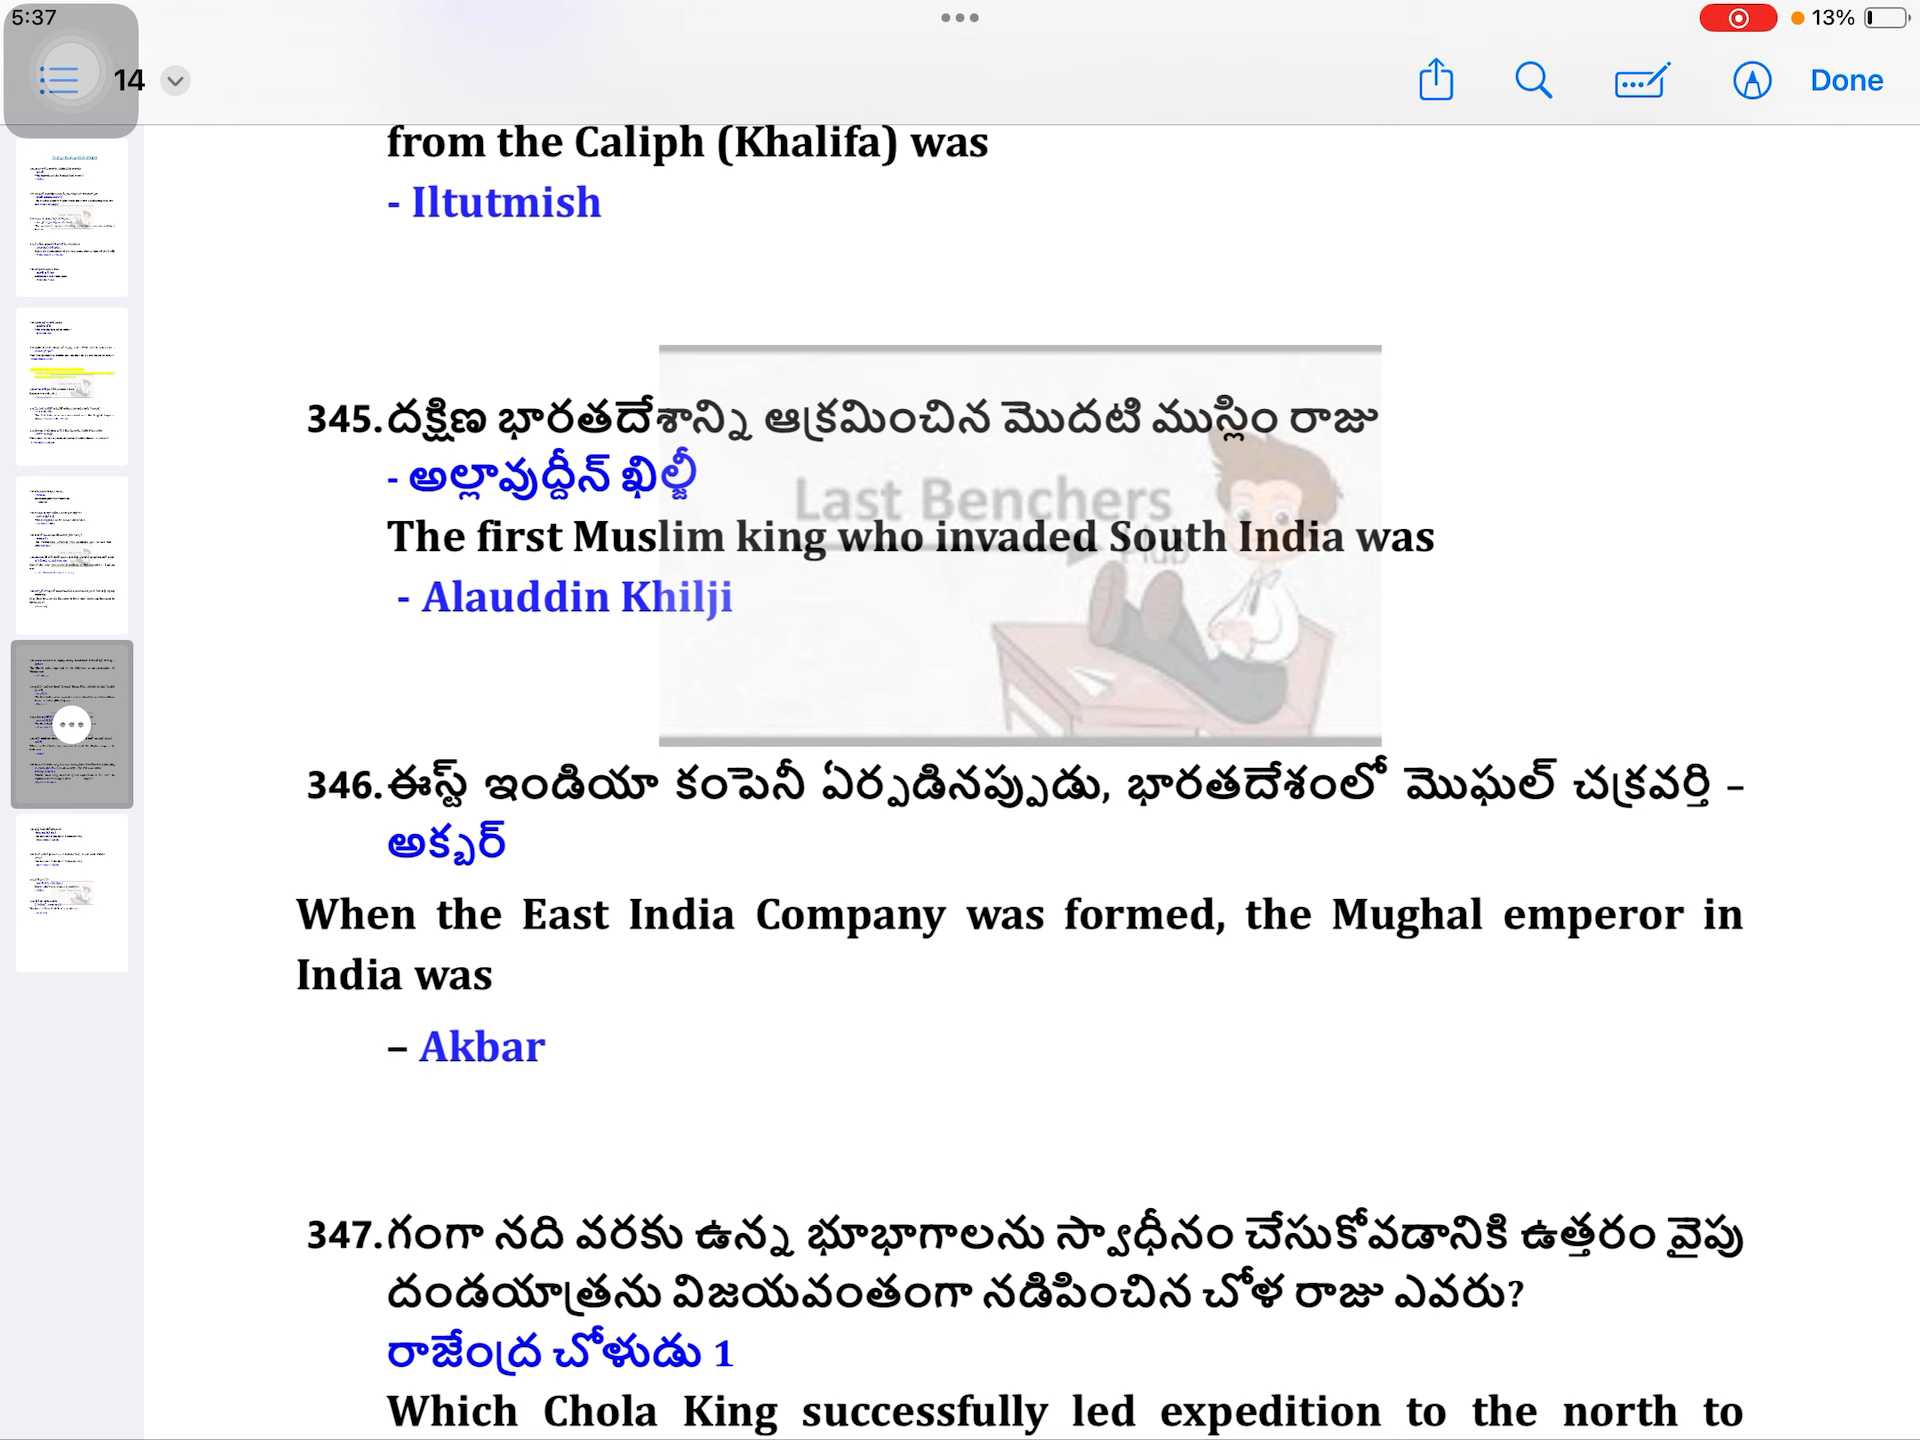 5:37
13%
14
Done
from the Caliph (Khalifa) was
- Iltutmish
345.దక్షిణ భారతదేశాన్ని ఆక్రమించిన మొదటి ముస్లిం రాజు
- అల్లావుద్దీన్ ఖిల్జీ
Last Benchers
The first Muslim king who invaded South India was
- Alauddin Khilji
346.ఈస్ట్ ఇండియా కంపెనీ ఏర్పడినప్పుడు, భారతదేశంలో మొఘల్ చక్రవర్తి –
అక్బర్
When the East India Company was formed, the Mughal emperor in
India was
– Akbar
347.గంగా నది వరకు ఉన్న భూభాగాలను స్వాధీనం చేసుకోవడానికి ఉత్తరం వైపు
దండయాత్రను విజయవంతంగా నడిపించిన చోళ రాజు ఎవరు?
రాజేంద్ర చోళుడు 1
Which Chola King successfully led expedition to the north to